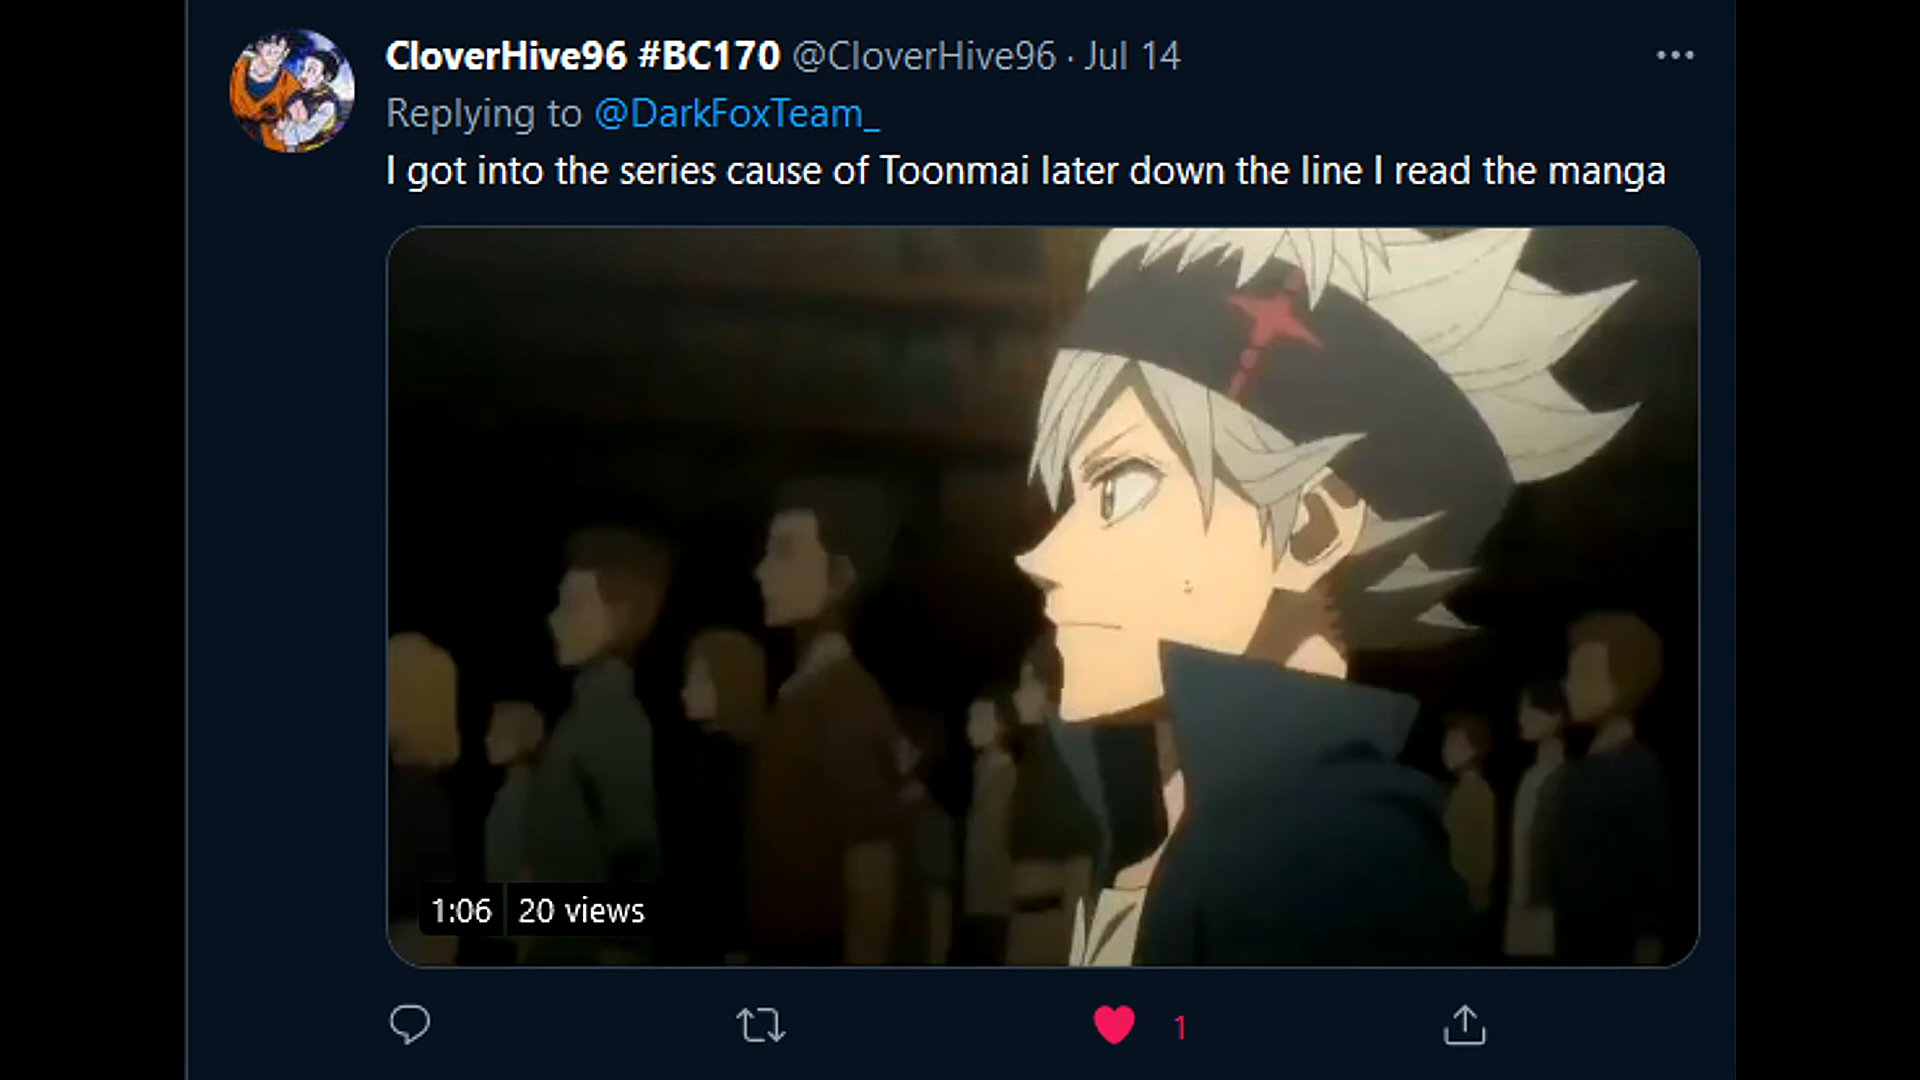 CloverHive96 #BC170 @CloverHive96 · Jul 14
Replying to @DarkFoxTeam_
I got into the series cause of Toonmai later down the line I read the manga
1:06 20 views
1